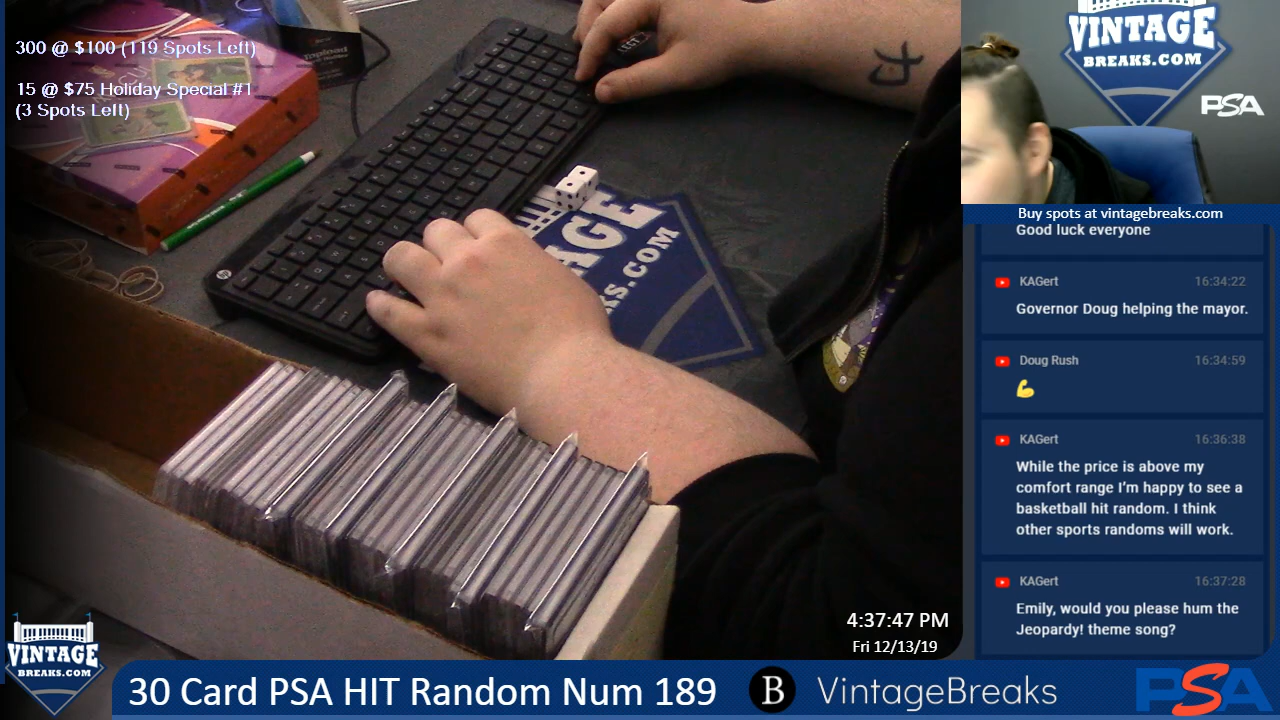 300 @ $100 (119 Spots Left)
15 @ $75 Holiday Special #1
(3 Spots Left)
Topload
VINTAGE
BREAKS.COM
PSA
Buy spots at vintagebreaks.com
Good luck everyone
KAGert 16:34:22
Governor Doug helping the mayor.
Doug Rush 16:34:59
💪
KAGert 16:36:38
While the price is above my
comfort range I'm happy to see a
basketball hit random. I think
other sports randoms will work.
KAGert 16:37:28
Emily, would you please hum the
Jeopardy! theme song?
AGE
KS.COM
hp
4:37:47 PM
Fri 12/13/19
VINTAGE
BREAKS.COM
30 Card PSA HIT Random Num 189
B VintageBreaks
PSA